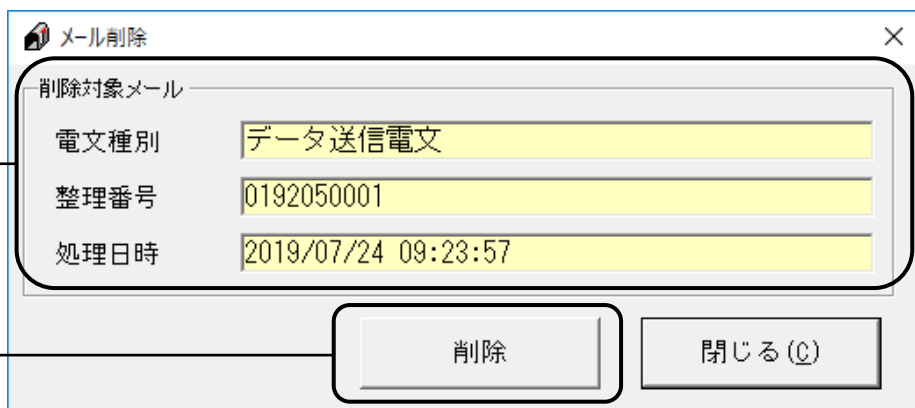 メール削除
削除対象メール
電文種別 データ送信電文
整理番号 0192050001
処理日時 2019/07/24 09:23:57
削除 閉じる(C)